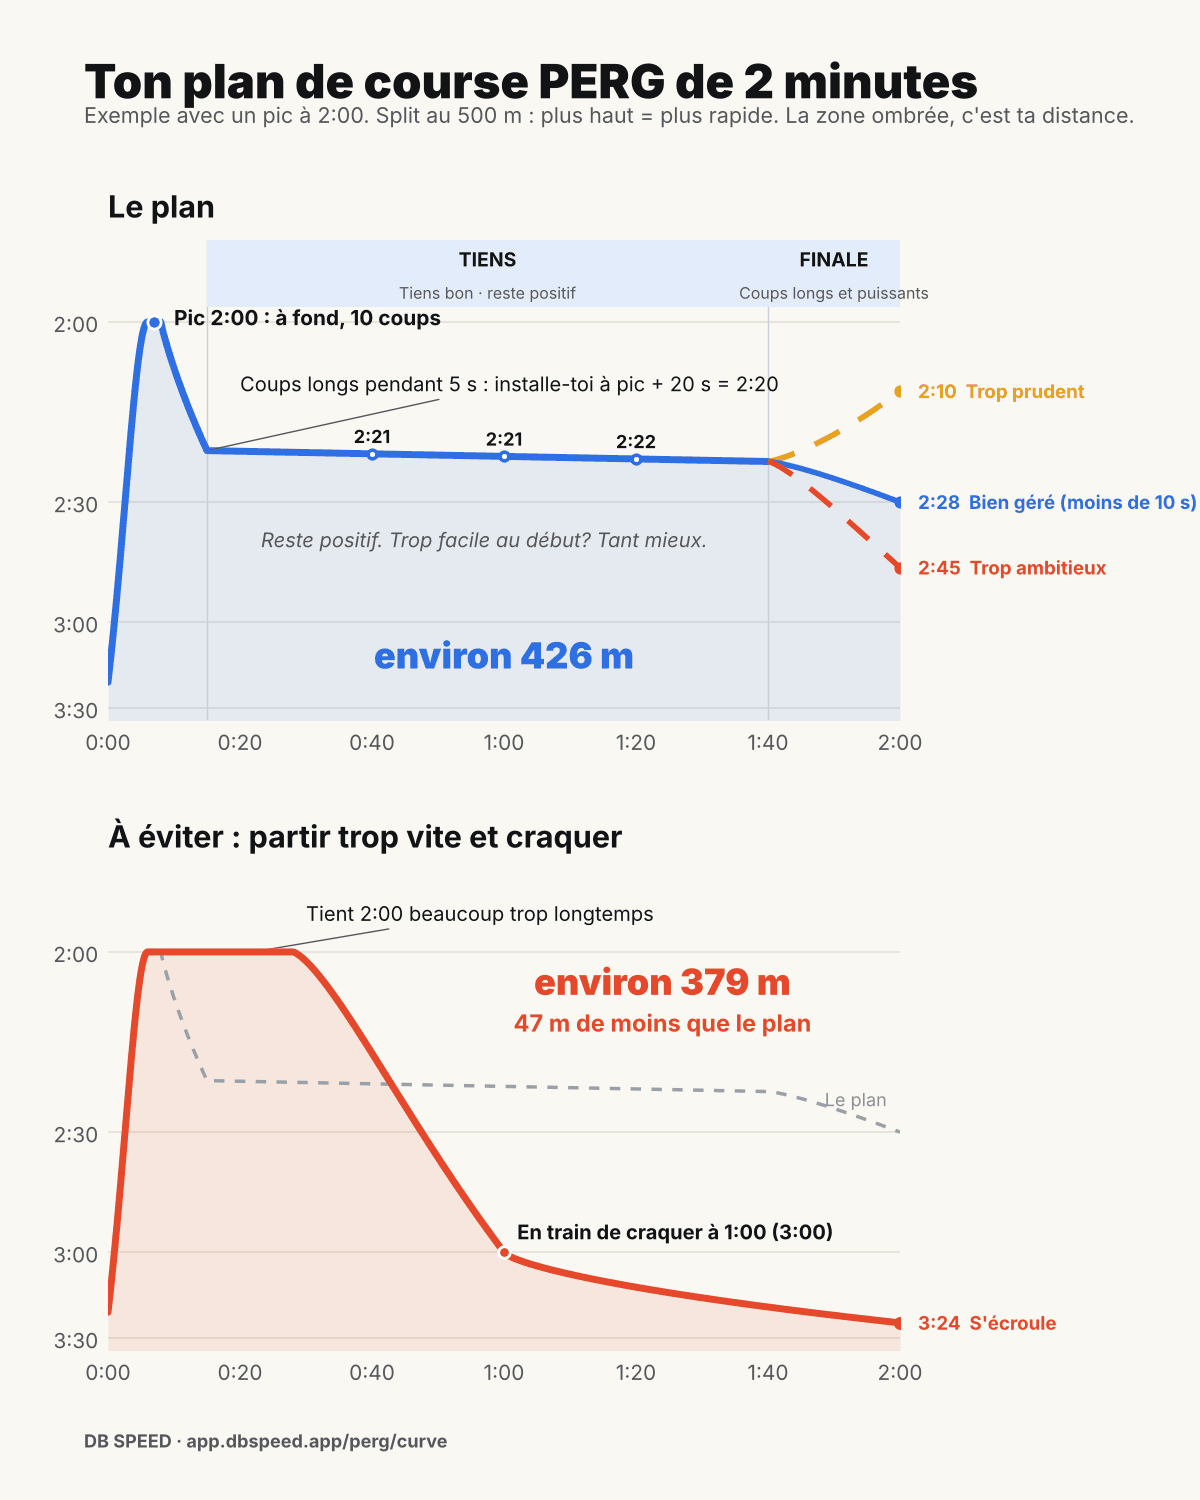 Ton plan de course PERG de 2 minutes
Exemple avec un pic à 2:00. Split au 500 m : plus haut = plus rapide. La zone ombrée, c'est ta distance.
Le plan
TIENS
FINALE
Tiens bon · reste positif
Coups longs et puissants
2:00
Pic 2:00 : à fond, 10 coups
Coups longs pendant 5 s : installe-toi à pic + 20 s = 2:20
2:10 Trop prudent
2:21
2:21
2:22
2:30
2:28 Bien géré (moins de 10 s)
Reste positif. Trop facile au début? Tant mieux.
2:45 Trop ambitieux
3:00
environ 426 m
3:30
0:00
0:20
0:40
1:00
1:20
1:40
2:00
À éviter : partir trop vite et craquer
Tient 2:00 beaucoup trop longtemps
2:00
environ 379 m
47 m de moins que le plan
Le plan
2:30
En train de craquer à 1:00 (3:00)
3:00
3:24 S'écroule
3:30
0:00
0:20
0:40
1:00
1:20
1:40
2:00
DB SPEED · app.dbspeed.app/perg/curve